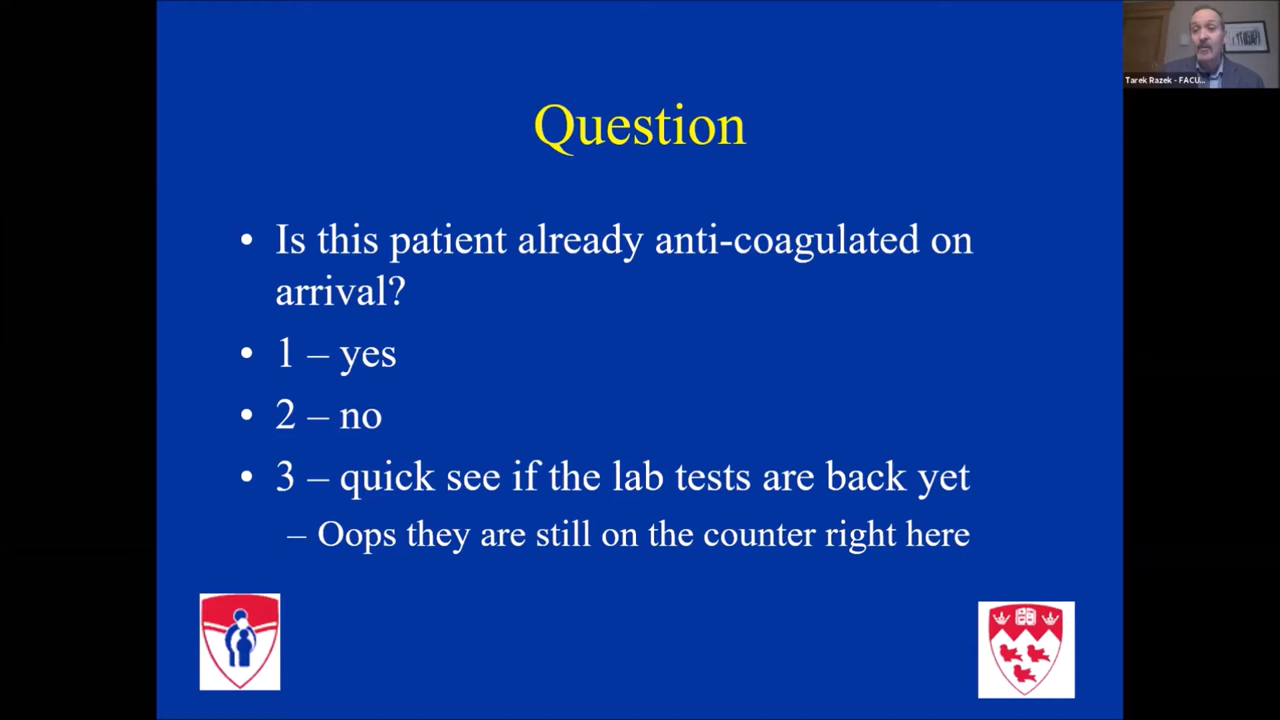 Question
• Is this patient already anti-coagulated on
arrival?
• 1 – yes
• 2 – no
• 3 – quick see if the lab tests are back yet
– Oops they are still on the counter right here
Tarek Razek - FACU...